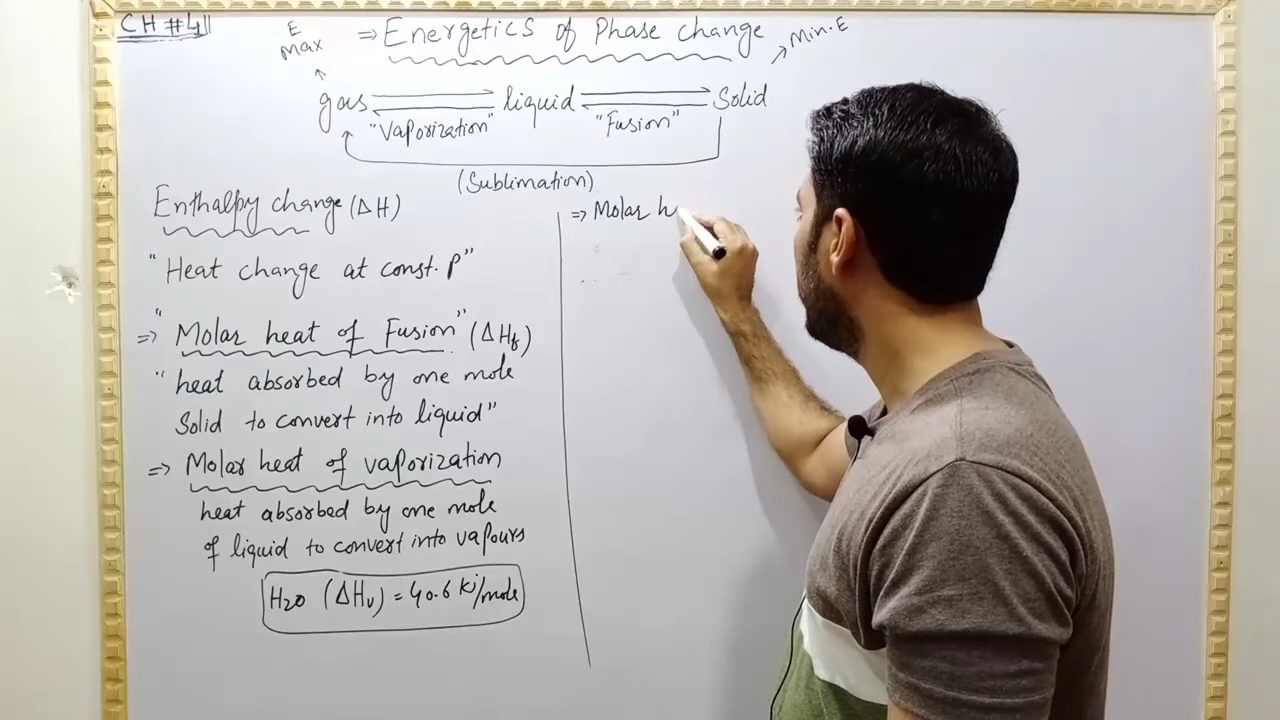 CH #4
⇒ Energetics of Phase change
E
max
Min. E
gas ⇌ liquid ⇌ Solid
"Vaporization" "Fusion"
(Sublimation)
Enthalpy change (ΔH)
"Heat change at const. P"
⇒ "Molar heat of Fusion" (ΔHf)
"heat absorbed by one mole
Solid to convert into liquid"
⇒ Molar heat of vaporization
heat absorbed by one mole
of liquid to convert into vapours
H2O (ΔHv) = 40.6 kj/mole
⇒ Molar h